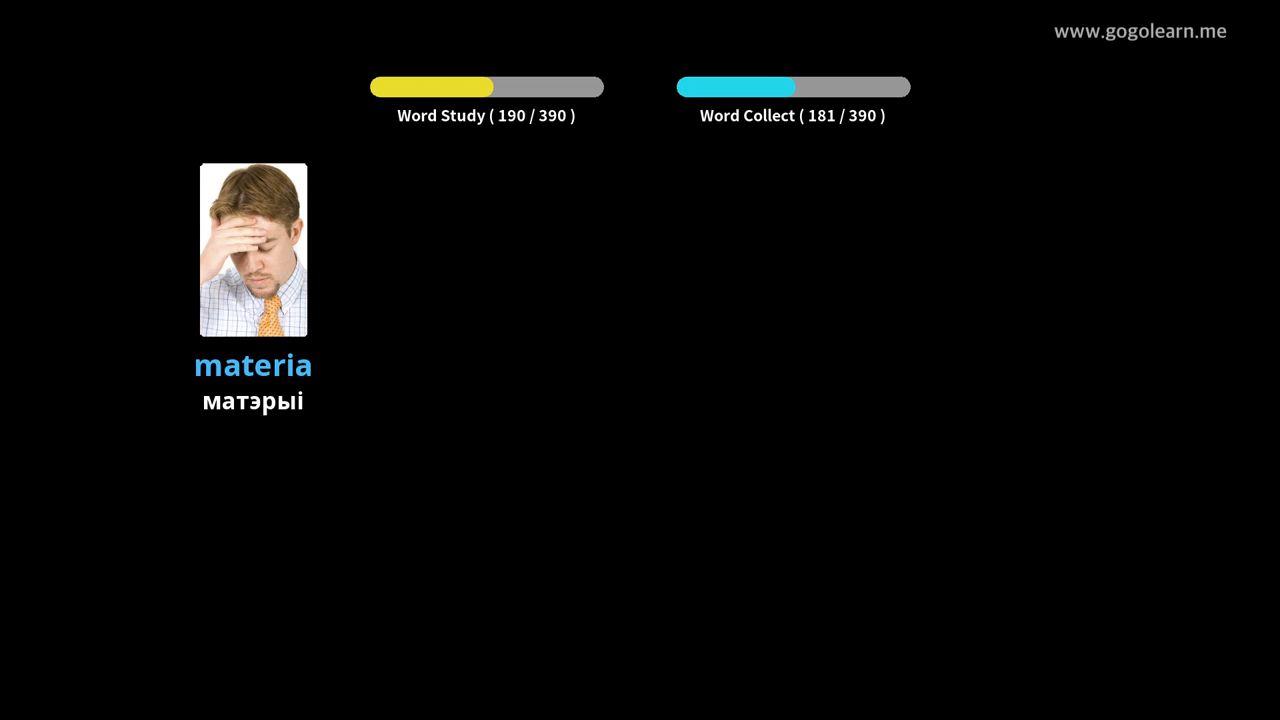 www.gogolearn.me
Word Study ( 190 / 390 )
Word Collect ( 181 / 390 )
materia
матэрыі